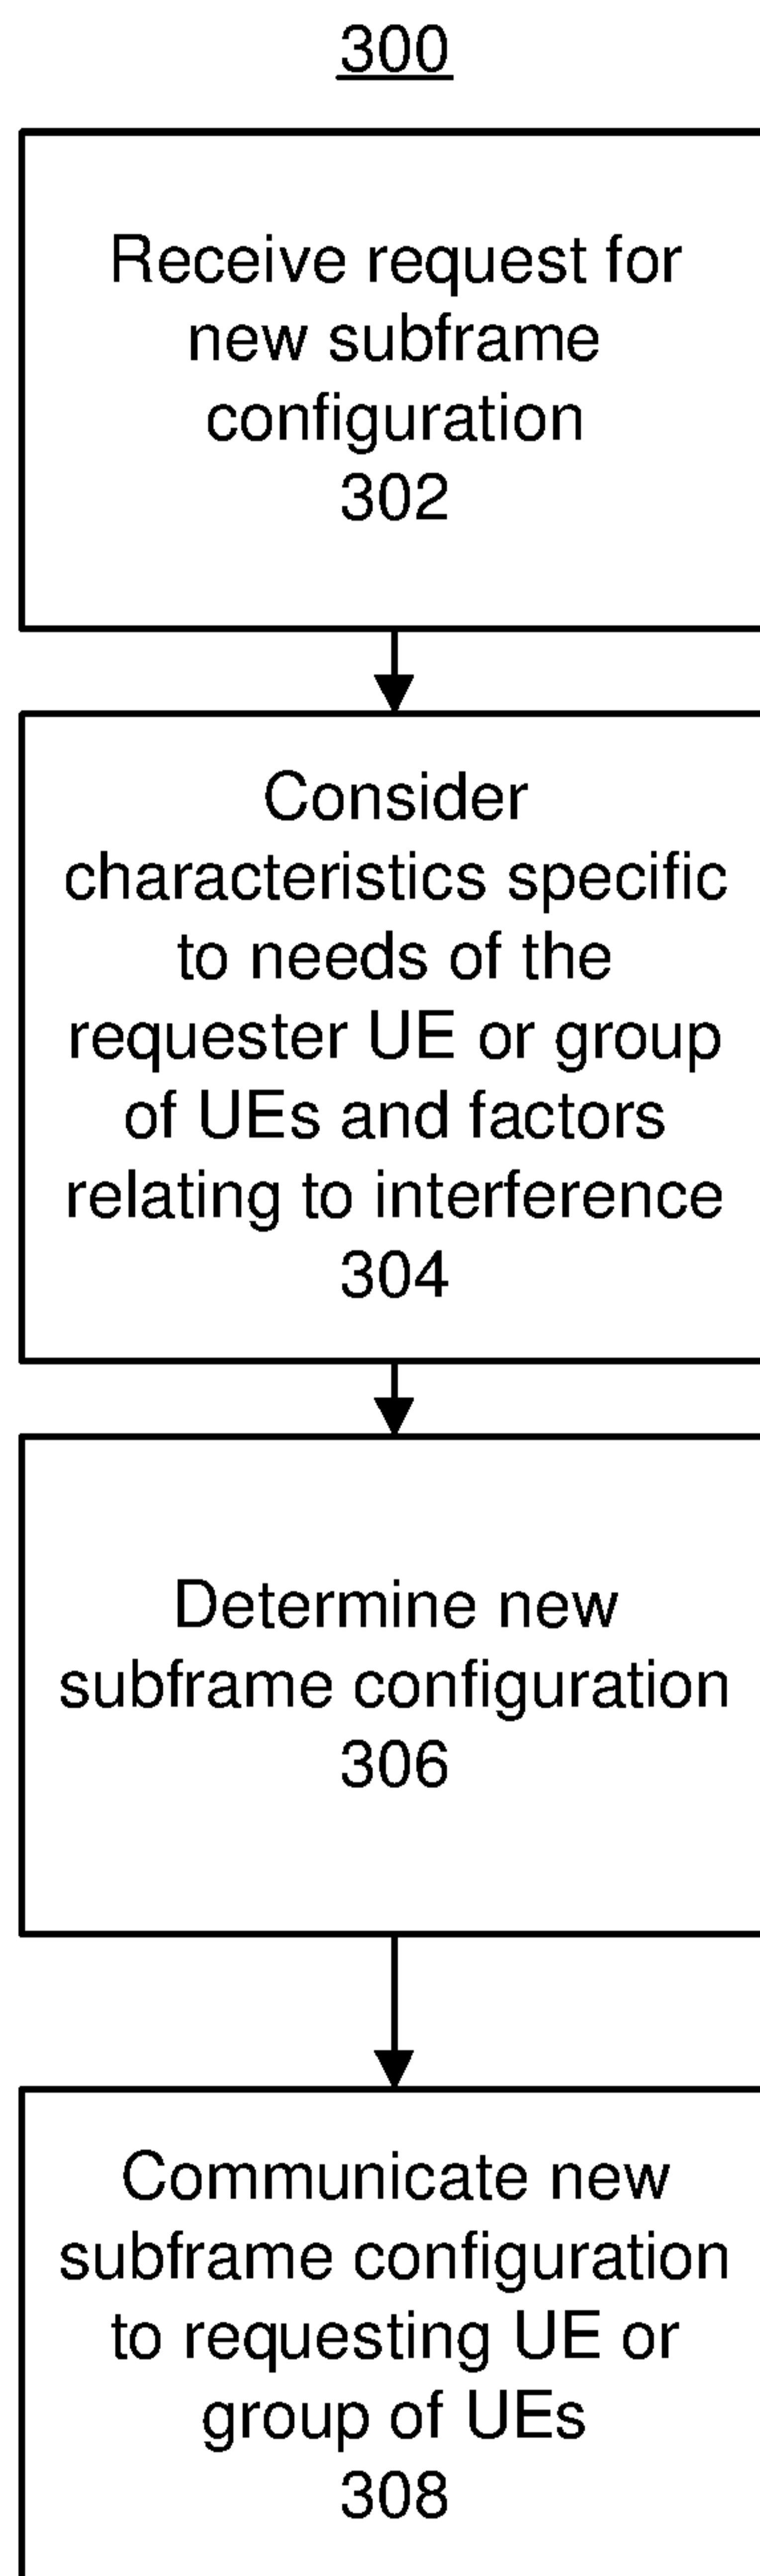 300
Receive request for
new subframe
configuration
302
Consider
characteristics specific
to needs of the
requester UE or group
of UEs and factors
relating to interference
304
Determine new
subframe configuration
306
Communicate new
subframe configuration
to requesting UE or
group of UEs
308